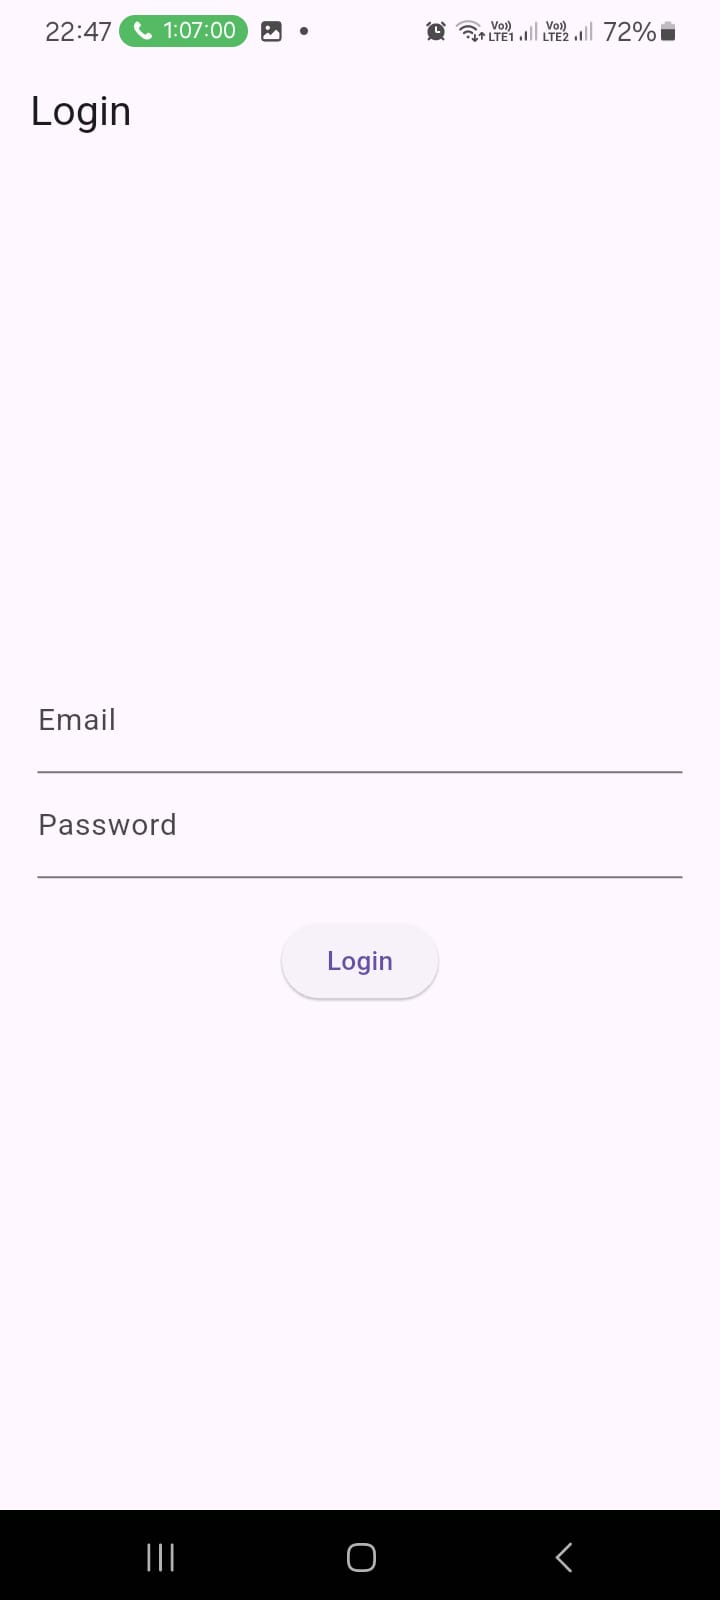 22:47 1:07:00 Vo)) LTE1 Vo)) LTE2 72%
Login
Email
Password
Login